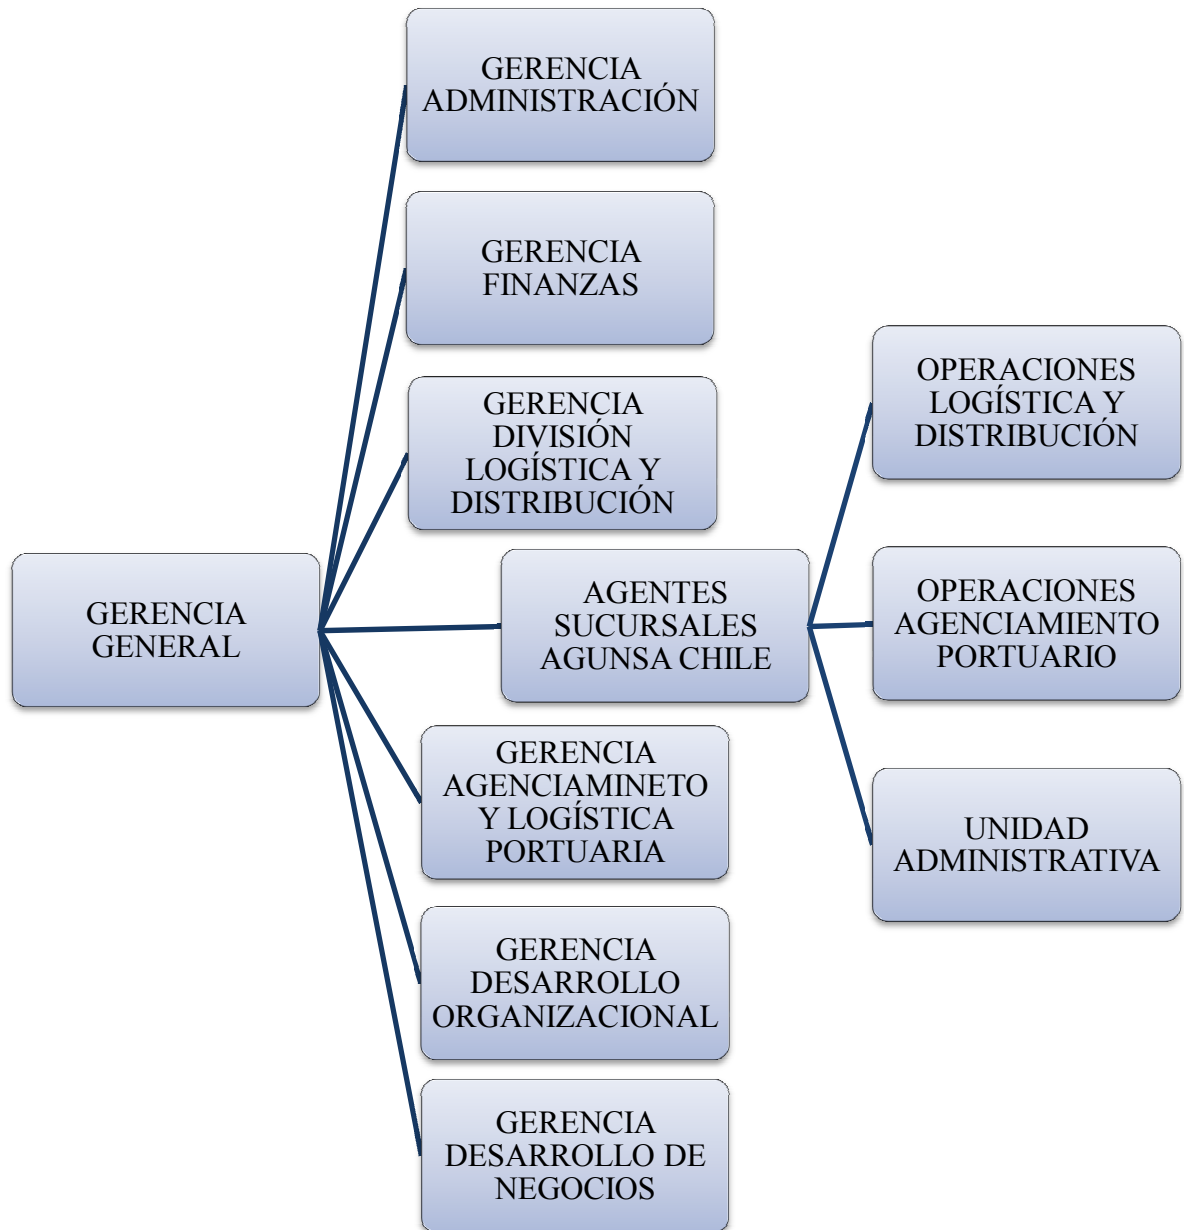 GERENCIA
ADMINISTRACIÓN
GERENCIA
FINANZAS
GERENCIA
DIVISIÓN
LOGÍSTICA Y
DISTRIBUCIÓN
GERENCIA
GENERAL
AGENTES
SUCURSALES
AGUNSA CHILE
GERENCIA
AGENCIAMINETO
Y LOGÍSTICA
PORTUARIA
GERENCIA
DESARROLLO
ORGANIZACIONAL
GERENCIA
DESARROLLO DE
NEGOCIOS
OPERACIONES
LOGÍSTICA Y
DISTRIBUCIÓN
OPERACIONES
AGENCIAMIENTO
PORTUARIO
UNIDAD
ADMINISTRATIVA